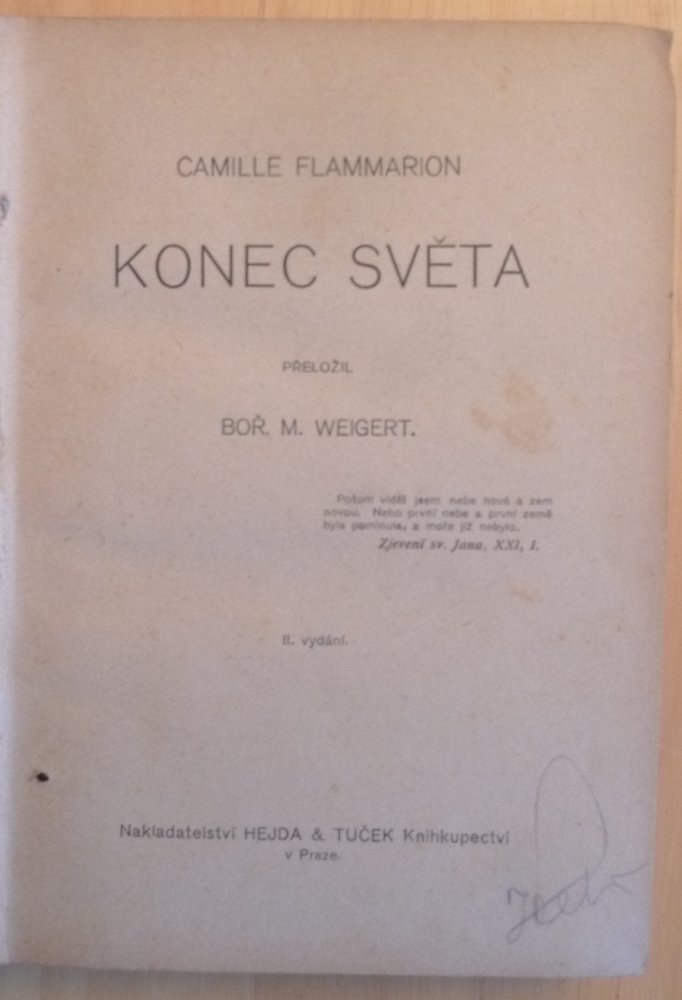 CAMILLE FLAMMARION
KONEC SVĚTA
PŘELOŽIL
BOŘ. M. WEIGERT.
Potom viděl jsem nebe nové a zem
novou. Nebo první nebe a první země
byla pominula, a moře již nebylo.
Zjevení sv. Jana, XXI, 1.
II. vydání.
Nakladatelství HEJDA & TUČEK Knihkupectví
v Praze.